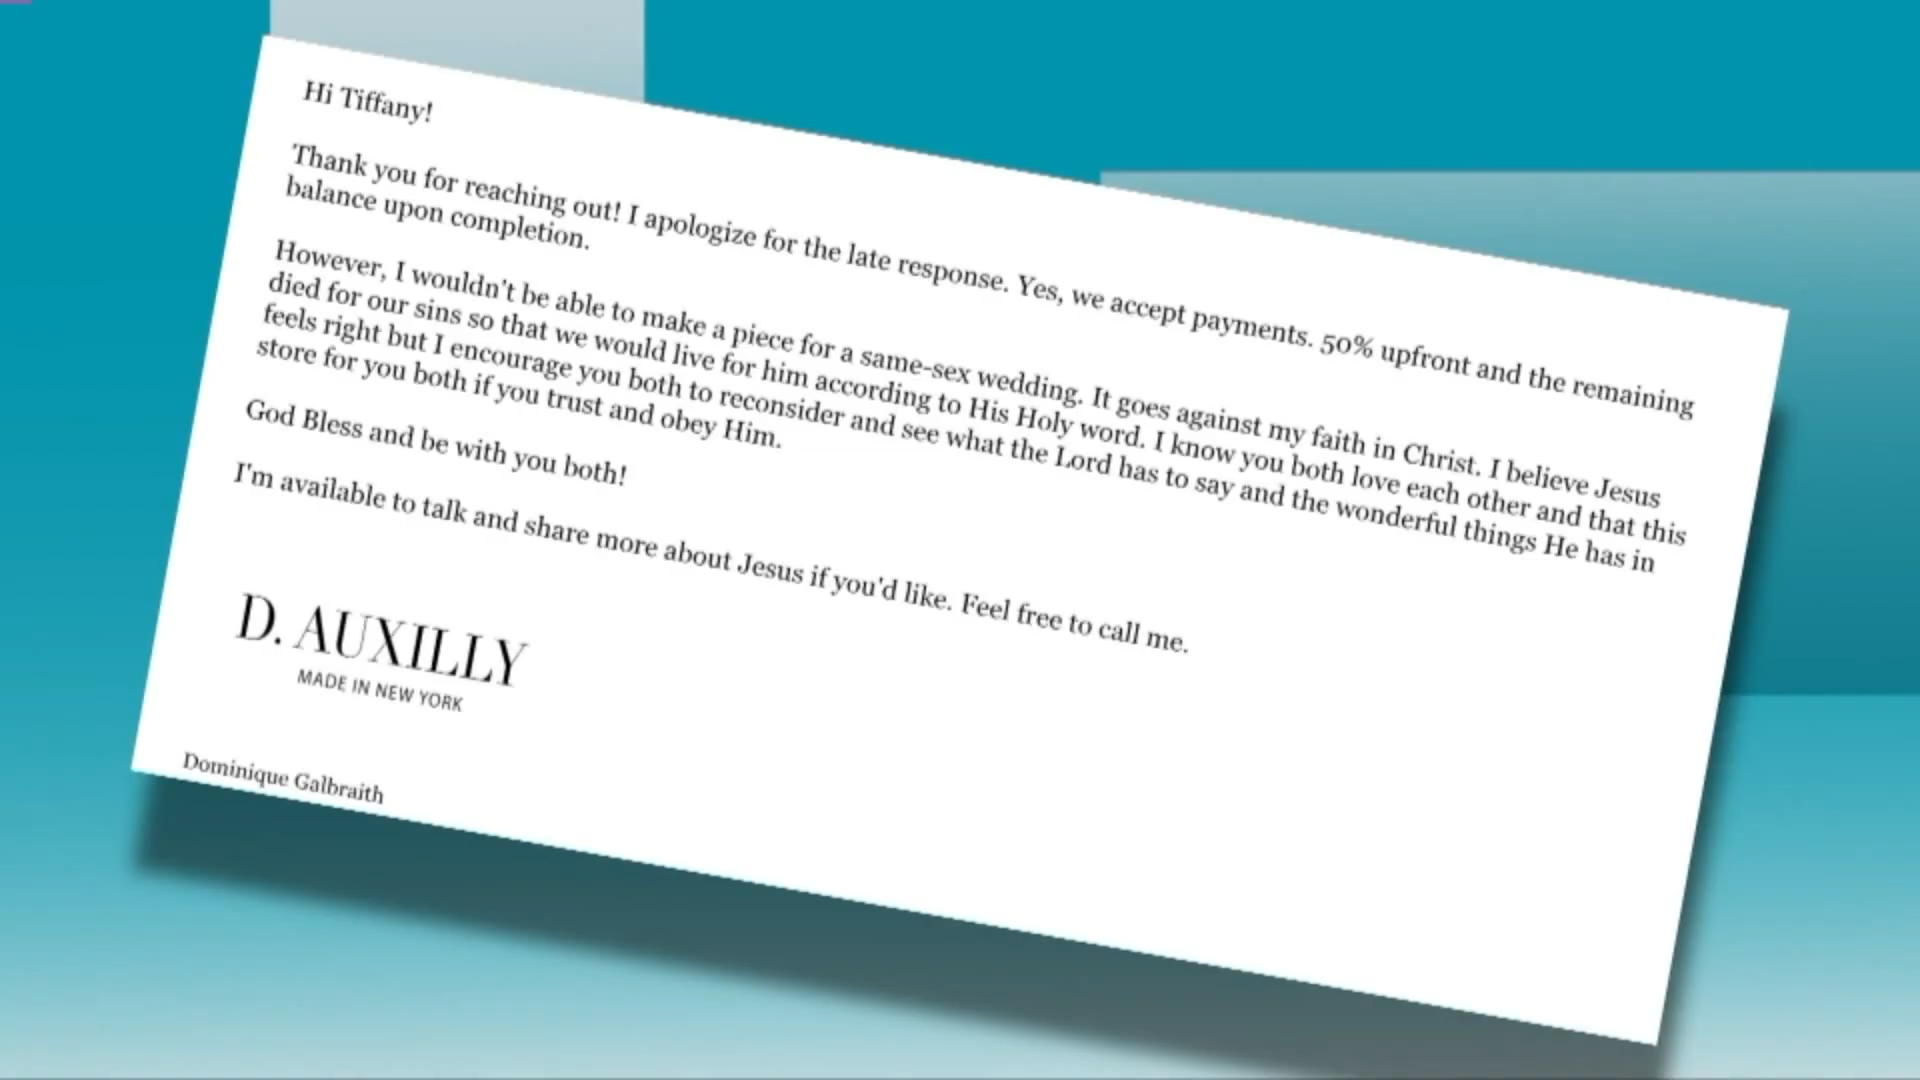 Hi Tiffany!
Thank you for reaching out! I apologize for the late response. Yes, we accept payments. 50% upfront and the remaining
balance upon completion.
However, I wouldn't be able to make a piece for a same-sex wedding. It goes against my faith in Christ. I believe Jesus
died for our sins so that we would live for him according to His Holy word. I know you both love each other and that this
feels right but I encourage you both to reconsider and see what the Lord has to say and the wonderful things He has in
store for you both if you trust and obey Him.
God Bless and be with you both!
I'm available to talk and share more about Jesus if you'd like. Feel free to call me.
D. AUXILLY
MADE IN NEW YORK
Dominique Galbraith